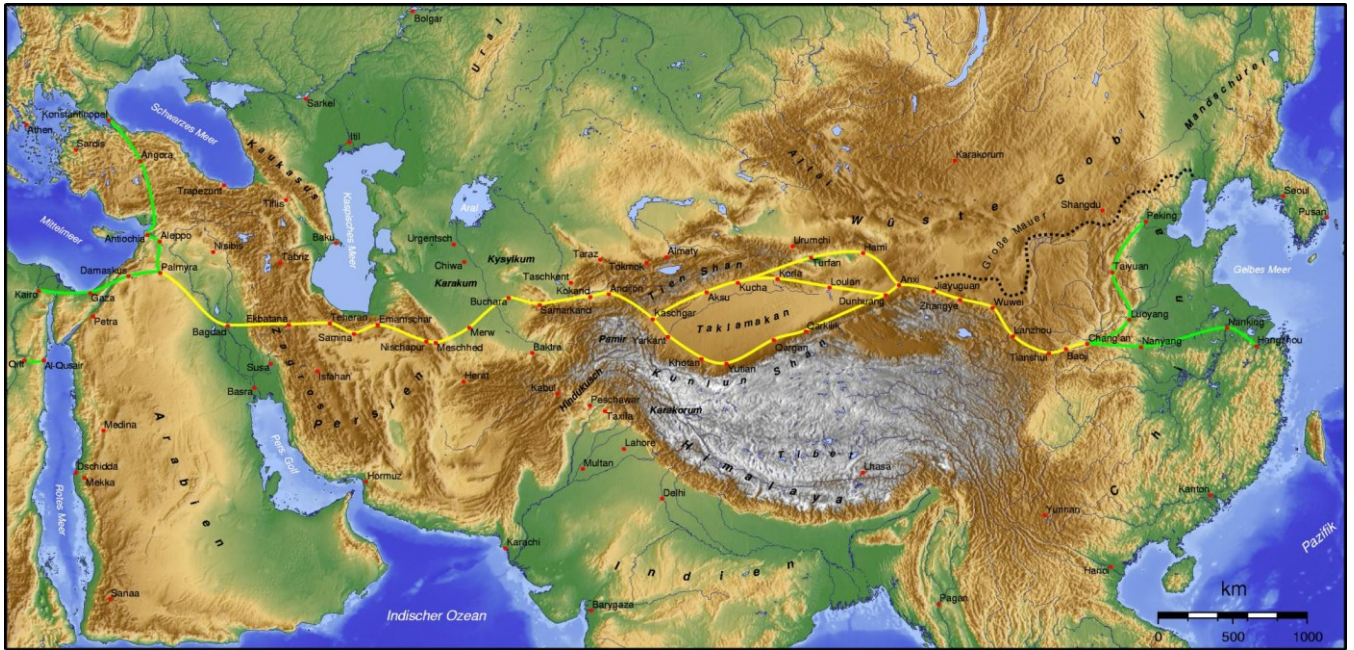 Bolgar
Ural
Mandschurei
Sarkel
Konstantinopel
Schwarzes Meer
Athen
Sardis
Itil
Angora
Kaukasus
Altai
Karakorum
Gobi
Trapezunt
Tiflis
Kaspisches Meer
Aral
Wüste
Shangdu
Große Mauer
Seoul
Pusan
Mittelmeer
Antiochia
Aleppo
Nisibis
Baku
Tabriz
Urgentsch
Chiwa
Kysylkum
Karakum
Taraz
Tokmok
Almaty
Urumchi
Hami
Turfan
Peking
Damaskus
Palmyra
Taschkent
Tien Shan
Korla
Kucha
Loulan
Anxi
Jiayuguan
Taiyuan
Gelbes Meer
Kairo
Gaza
Petra
Buchara
Kokand
Andijon
Samarkand
Aksu
Dunhuang
Zhangye
Wuwei
Luoyang
Bagdad
Ekbatana
Teheran
Samina
Emamschar
Merw
Kaschgar
Taklamakan
Qarkilik
Lanzhou
Chang'an
Nanking
Nischapur
Meschhed
Baktra
Pamir
Yarkant
Qarqan
Tianshui
Baoji
Nanyang
Hangzhou
Qift
Al-Qusair
Susa
Zagros
Isfahan
Herat
Khotan
Yutian
Kunlun Shan
Basra
Persien
Kabul
Hindukusch
Peschawar
Taxila
Karakorum
Medina
Arabien
Pers. Golf
Lahore
Multan
Himalaya
Tibet
Lhasa
China
Dschidda
Mekka
Hormuz
Delhi
Kanton
Yunnan
Rotes Meer
Karachi
Pazifik
Indien
Hanoi
Sanaa
Indischer Ozean
Barygaza
Pagan
km
0 500 1000